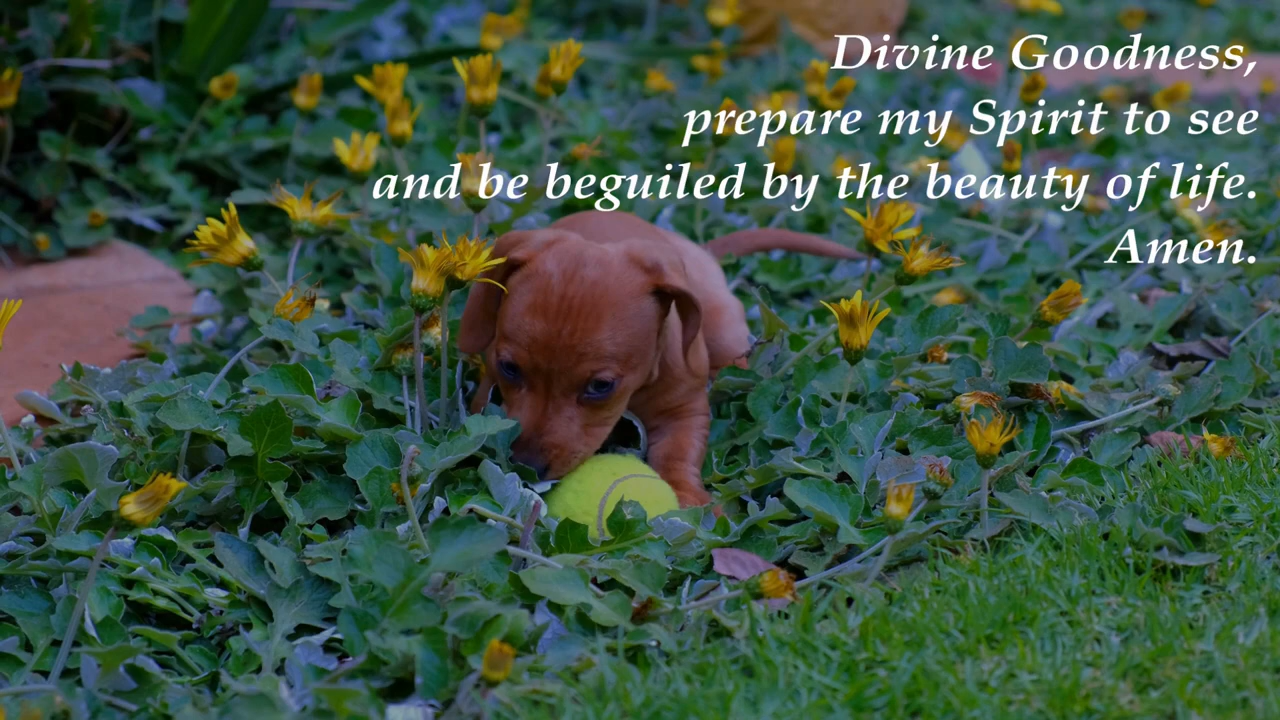 Divine Goodness,
prepare my Spirit to see
and be beguiled by the beauty of life.
Amen.